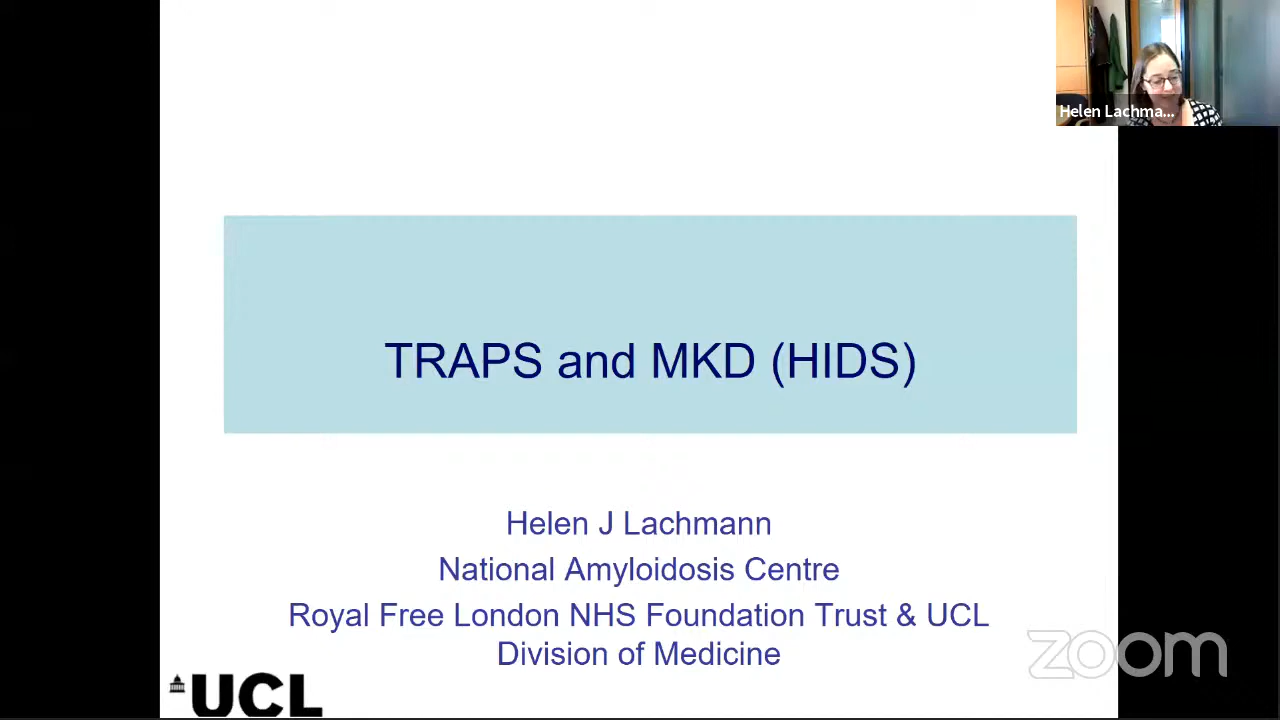 Helen Lachma...
TRAPS and MKD (HIDS)
Helen J Lachmann
National Amyloidosis Centre
Royal Free London NHS Foundation Trust & UCL
Division of Medicine
zoom
UCL